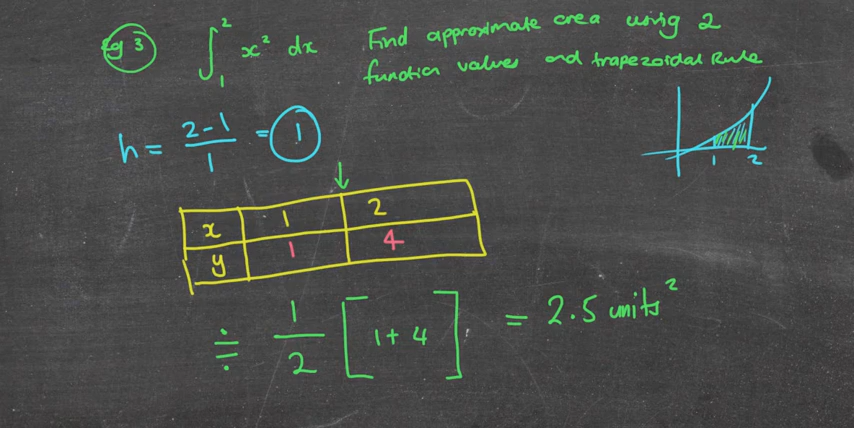 Eg 3 ∫₁² x² dx Find approximate area using 2
function values and trapezoidal Rule
h = (2-1)/1 = 1
1 2
x 1 2
y 1 4
≑ 1/2 [1+4] = 2.5 units²